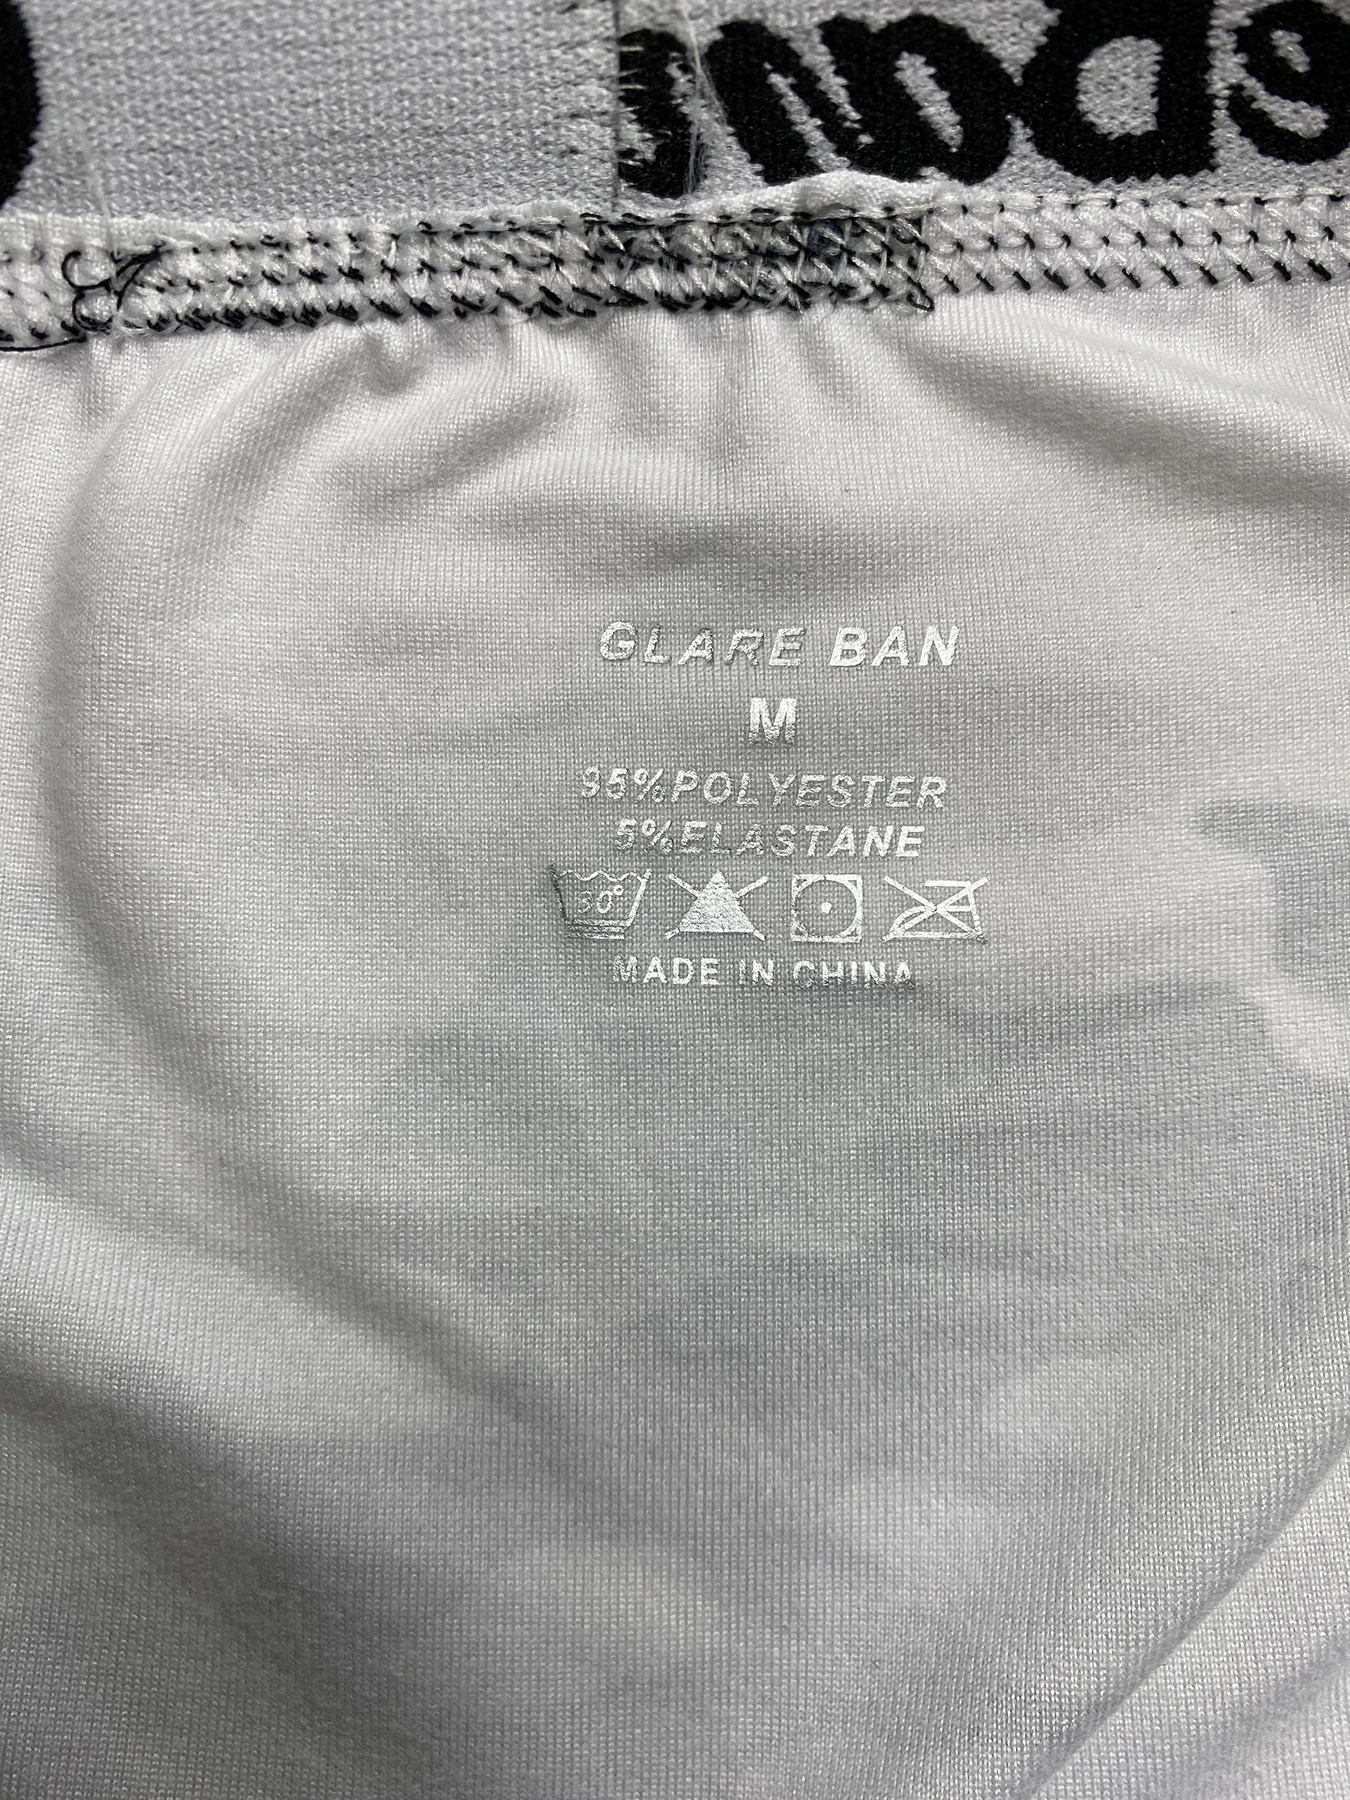 GLARE BAN
M
95%POLYESTER
5%ELASTANE
30°
MADE IN CHINA